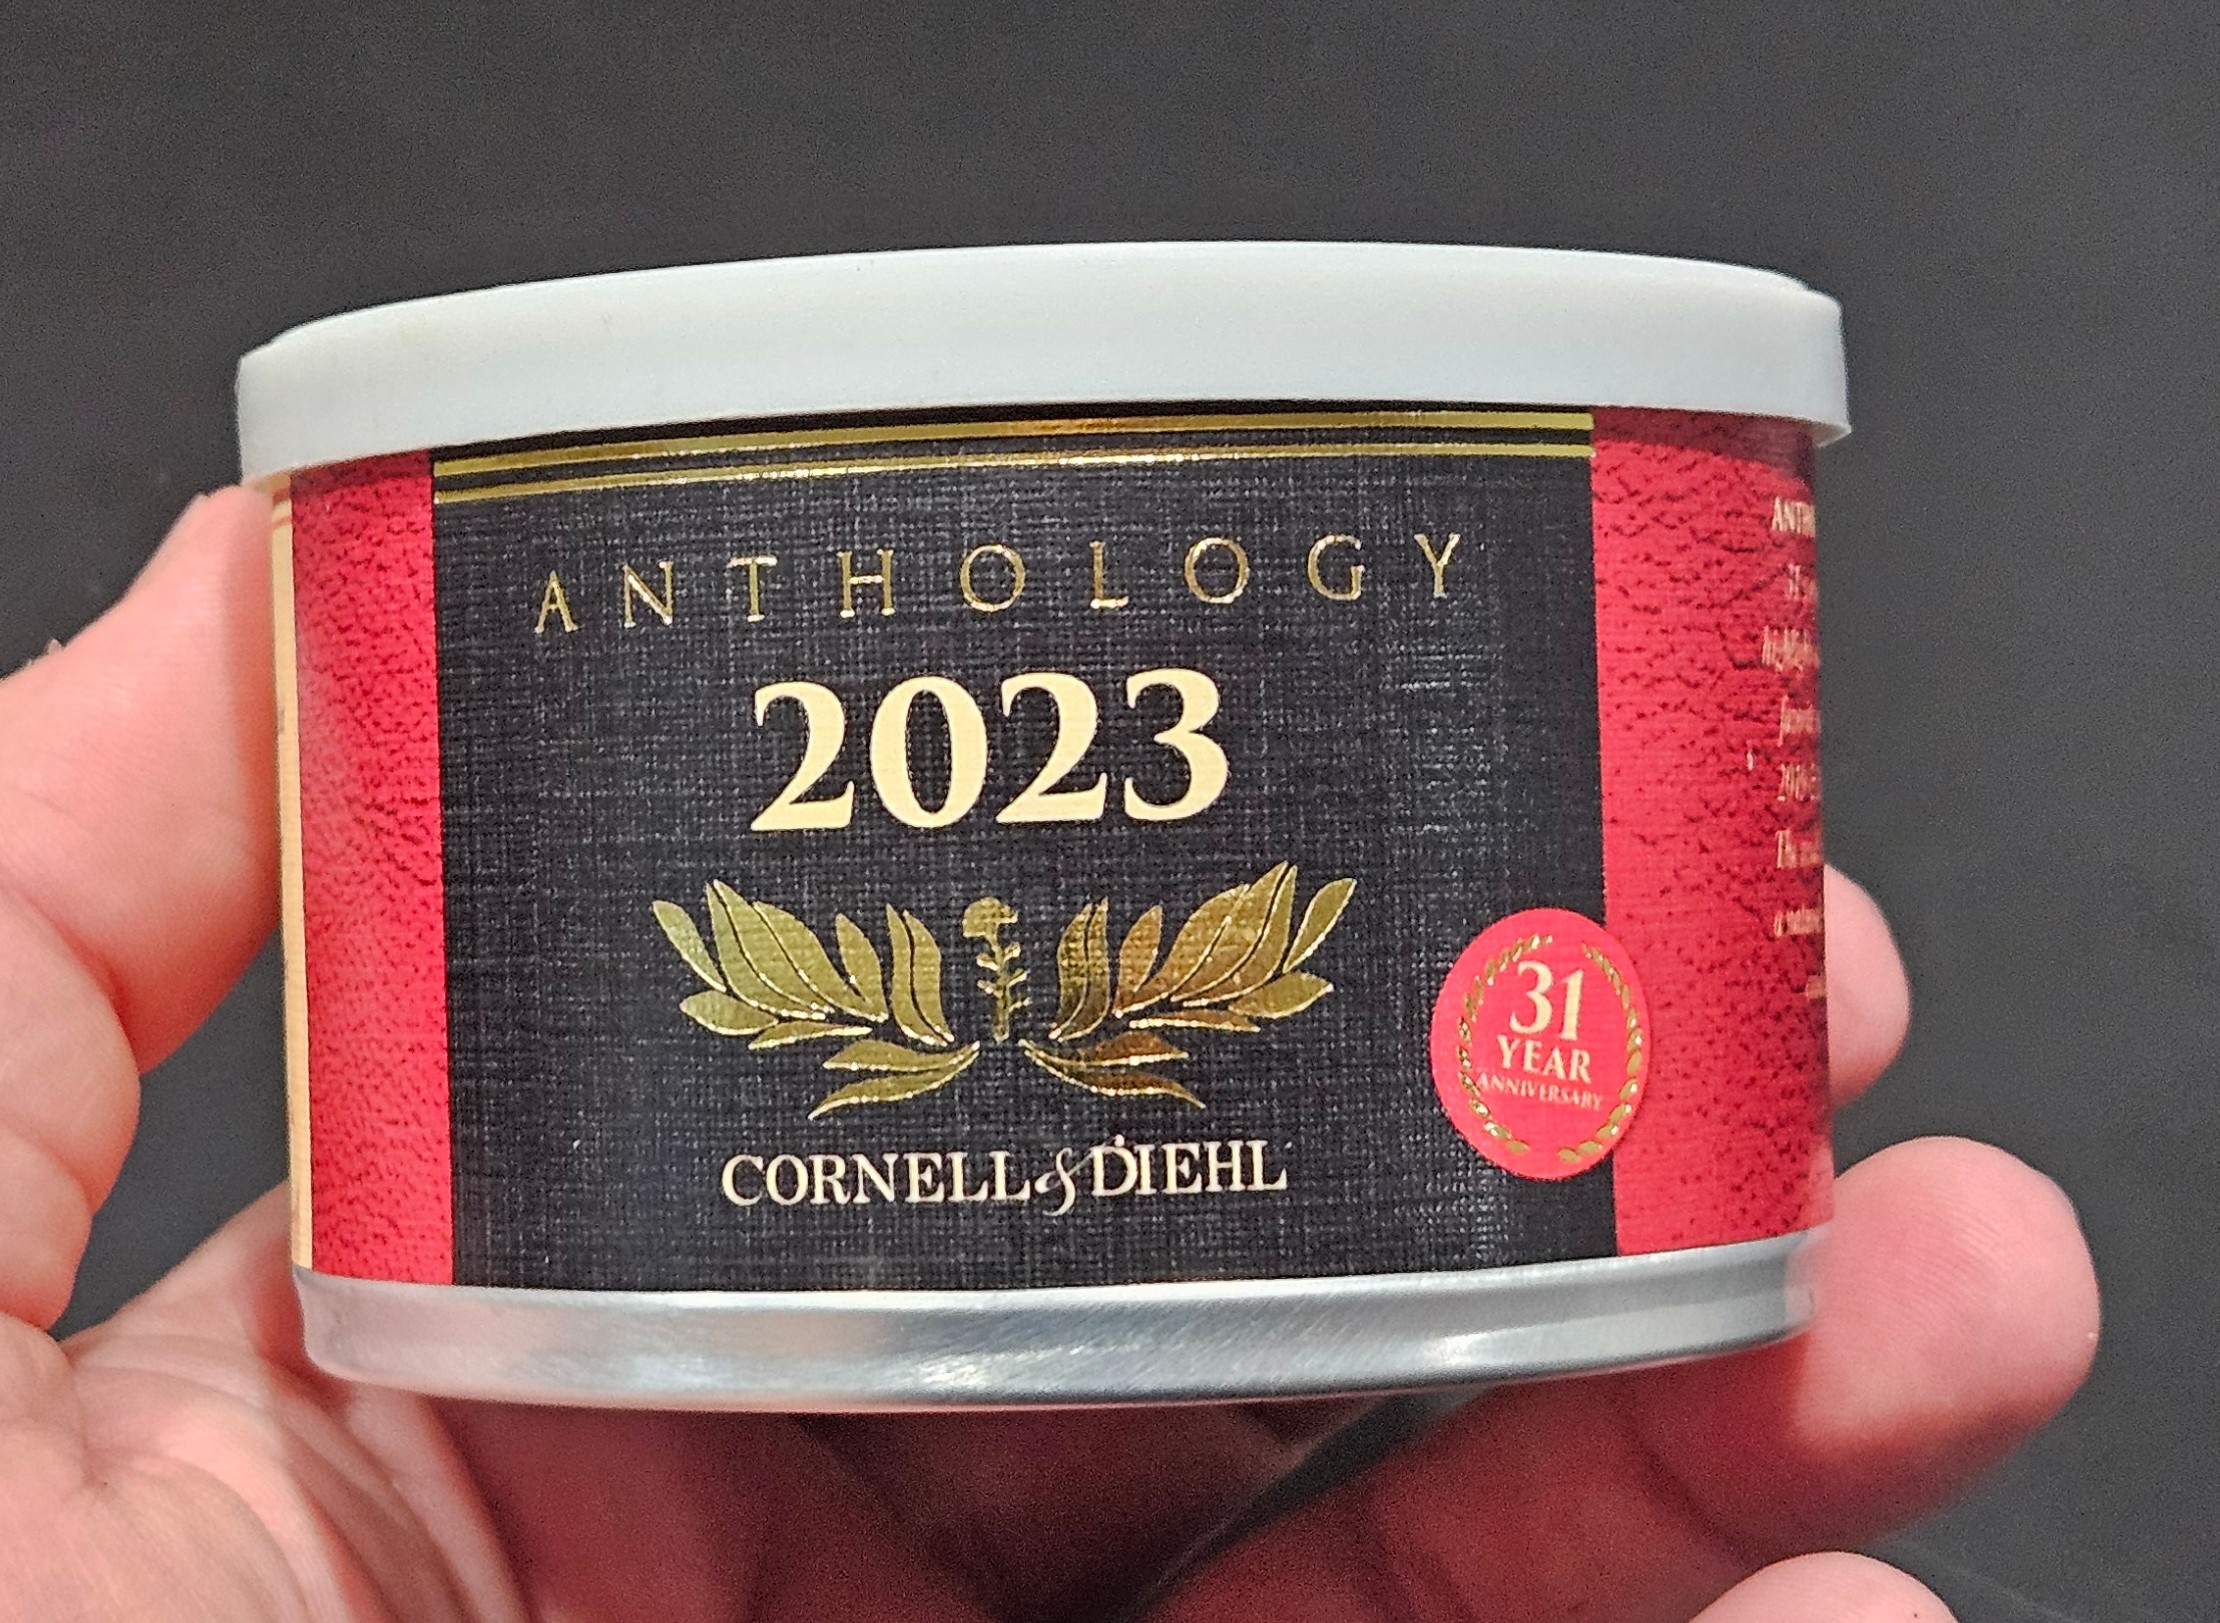 ANTHOLOGY
2023
CORNELL & DIEHL
31
YEAR
ANNIVERSARY